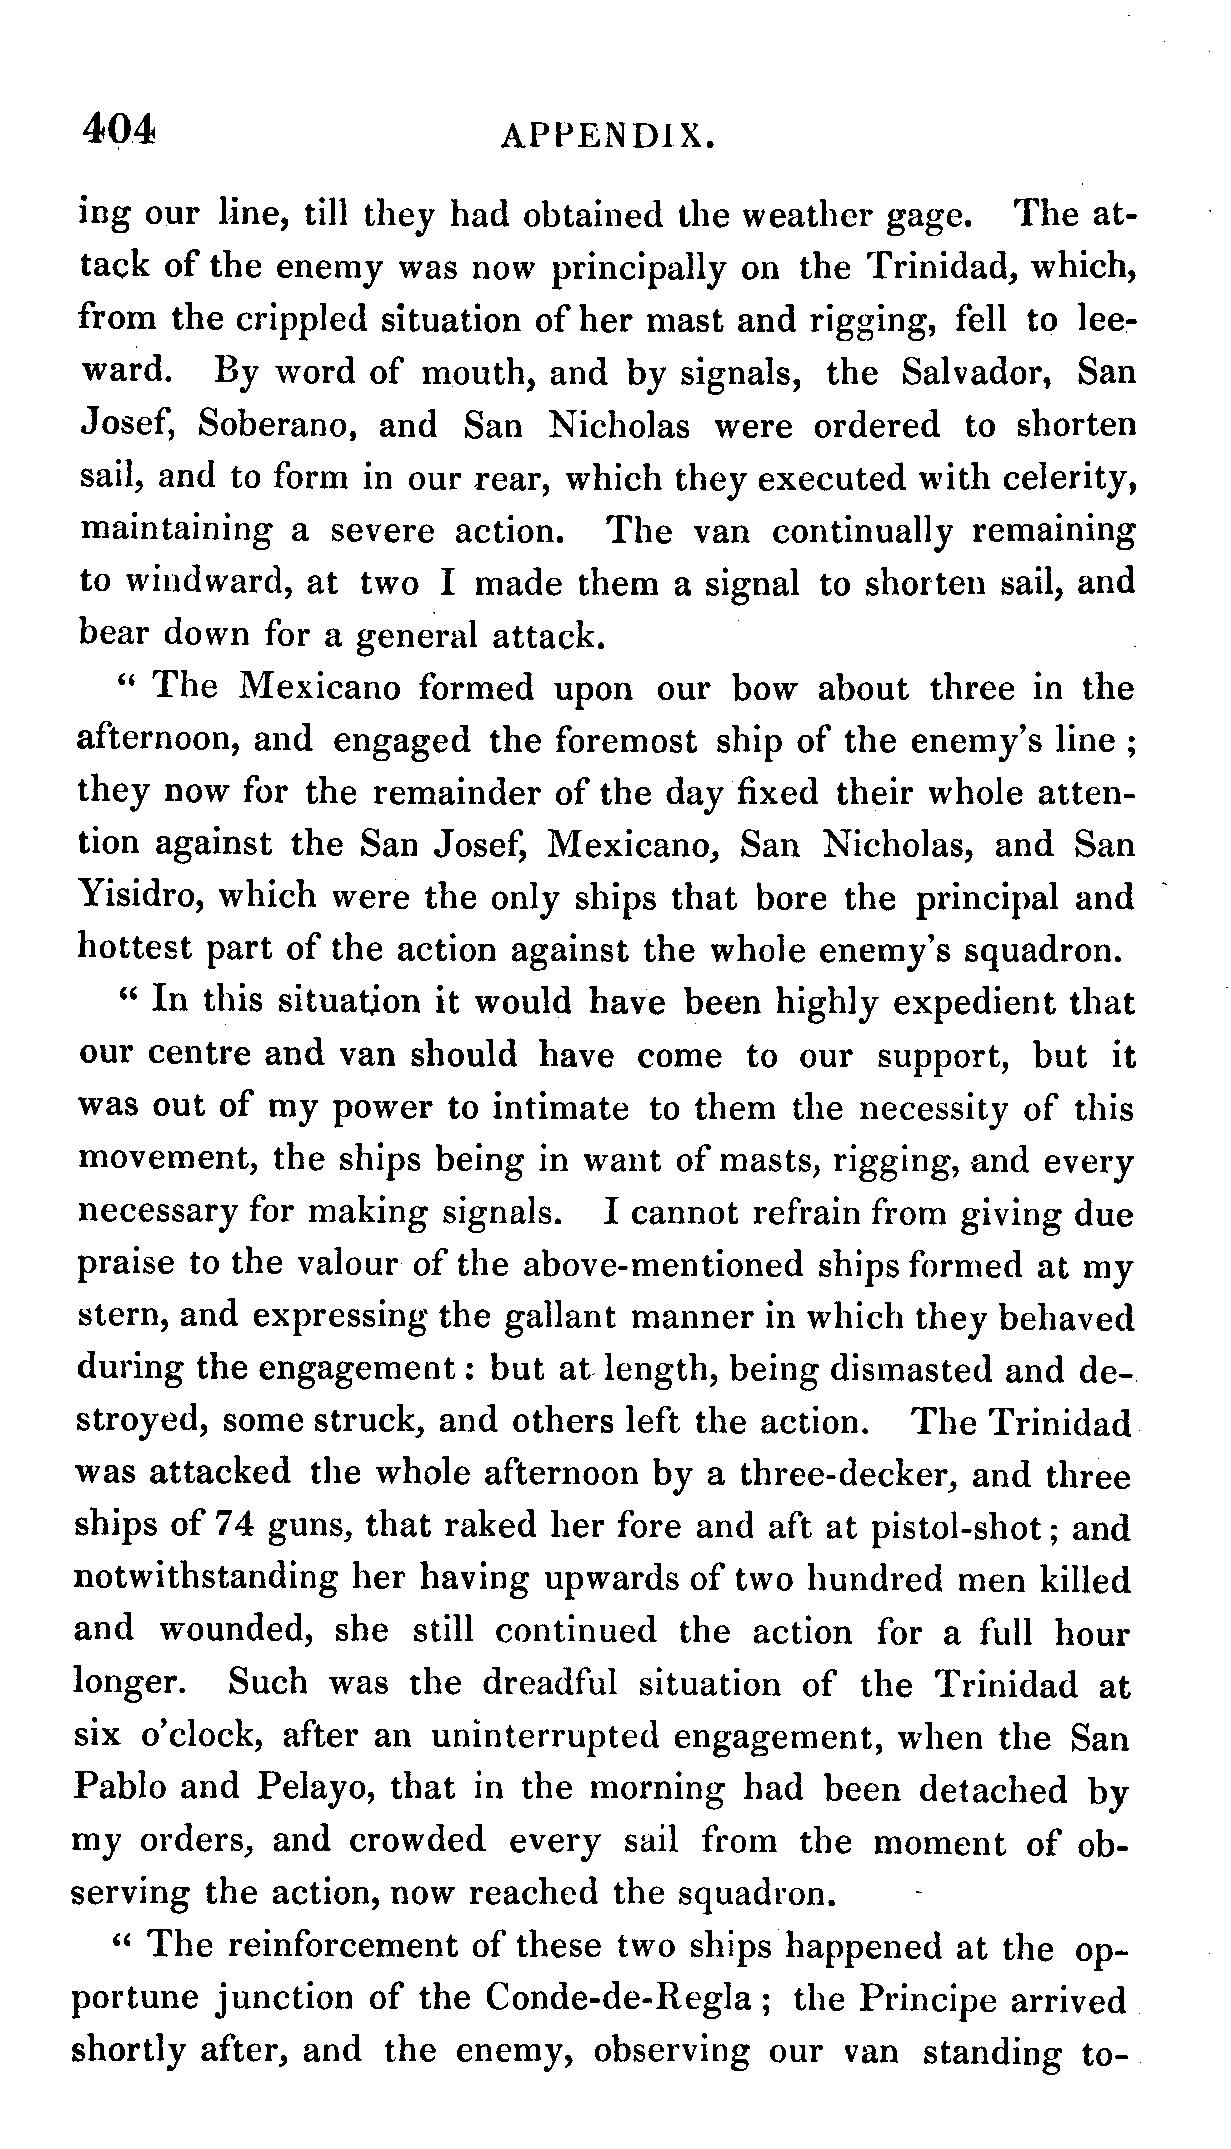 404 APPENDIX.
ing our line, till they had obtained the weather gage. The at-
tack of the enemy was now principally on the Trinidad, which,
from the crippled situation of her mast and rigging, fell to lee-
ward. By word of mouth, and by signals, the Salvador, San
Josef, Soberano, and San Nicholas were ordered to shorten
sail, and to form in our rear, which they executed with celerity,
maintaining a severe action. The van continually remaining
to windward, at two I made them a signal to shorten sail, and
bear down for a general attack.
“ The Mexicano formed upon our bow about three in the
afternoon, and engaged the foremost ship of the enemy's line ;
they now for the remainder of the day fixed their whole atten-
tion against the San Josef, Mexicano, San Nicholas, and San
Yisidro, which were the only ships that bore the principal and
hottest part of the action against the whole enemy's squadron.
“ In this situation it would have been highly expedient that
our centre and van should have come to our support, but it
was out of my power to intimate to them the necessity of this
movement, the ships being in want of masts, rigging, and every
necessary for making signals. I cannot refrain from giving due
praise to the valour of the above-mentioned ships formed at my
stern, and expressing the gallant manner in which they behaved
during the engagement : but at length, being dismasted and de-
stroyed, some struck, and others left the action. The Trinidad
was attacked the whole afternoon by a three-decker, and three
ships of 74 guns, that raked her fore and aft at pistol-shot ; and
notwithstanding her having upwards of two hundred men killed
and wounded, she still continued the action for a full hour
longer. Such was the dreadful situation of the Trinidad at
six o'clock, after an uninterrupted engagement, when the San
Pablo and Pelayo, that in the morning had been detached by
my orders, and crowded every sail from the moment of ob-
serving the action, now reached the squadron.
“ The reinforcement of these two ships happened at the op-
portune junction of the Conde-de-Regla ; the Principe arrived
shortly after, and the enemy, observing our van standing to-